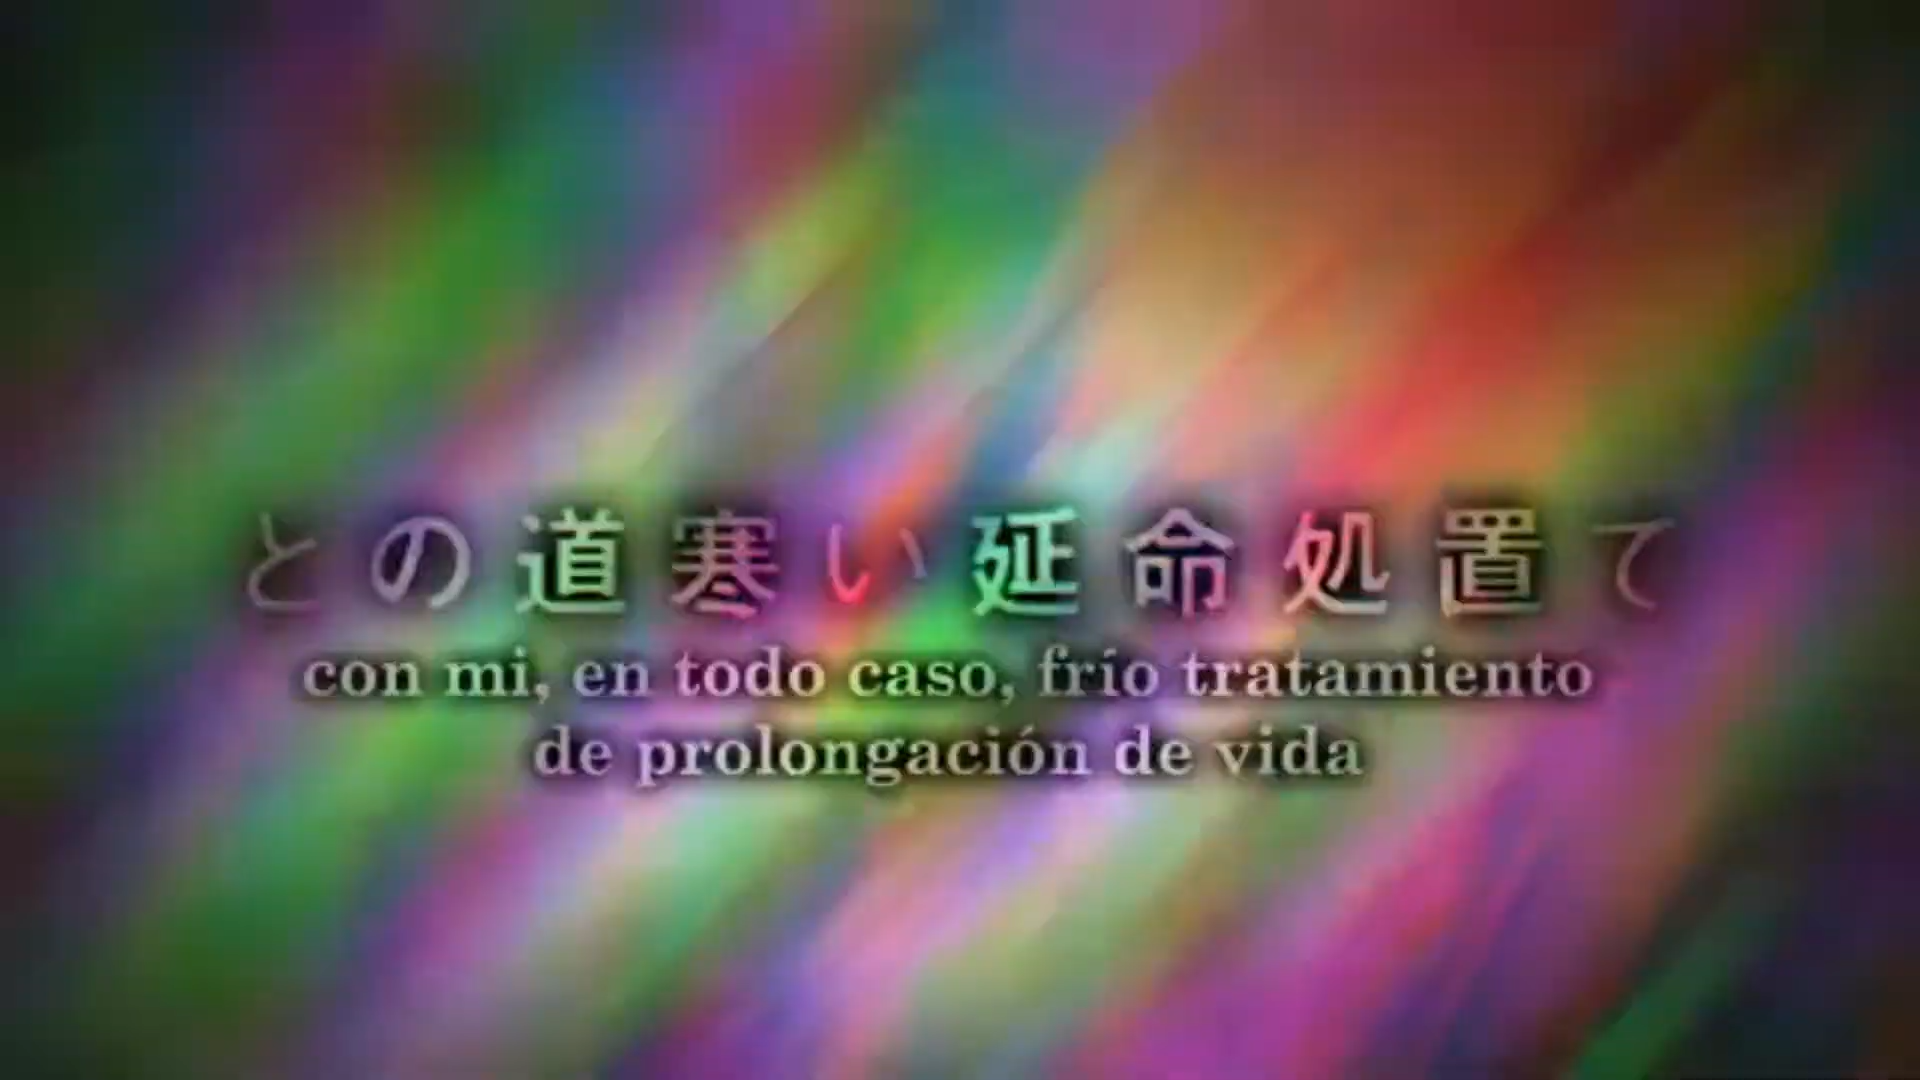 との道寒い延命処置て
con mi, en todo caso, frío tratamiento
de prolongación de vida